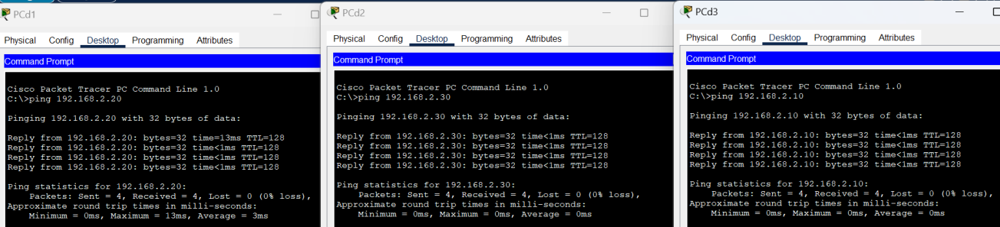 PCd1
Physical Config Desktop Programming Attributes
Command Prompt
Cisco Packet Tracer PC Command Line 1.0
C:\>ping 192.168.2.20
Pinging 192.168.2.20 with 32 bytes of data:
Reply from 192.168.2.20: bytes=32 time=13ms TTL=128
Reply from 192.168.2.20: bytes=32 time<1ms TTL=128
Reply from 192.168.2.20: bytes=32 time<1ms TTL=128
Reply from 192.168.2.20: bytes=32 time<1ms TTL=128
Ping statistics for 192.168.2.20:
Packets: Sent = 4, Received = 4, Lost = 0 (0% loss),
Approximate round trip times in milli-seconds:
Minimum = 0ms, Maximum = 13ms, Average = 3ms
PCd2
Physical Config Desktop Programming Attributes
Command Prompt
Cisco Packet Tracer PC Command Line 1.0
C:\>ping 192.168.2.30
Pinging 192.168.2.30 with 32 bytes of data:
Reply from 192.168.2.30: bytes=32 time<1ms TTL=128
Reply from 192.168.2.30: bytes=32 time<1ms TTL=128
Reply from 192.168.2.30: bytes=32 time<1ms TTL=128
Reply from 192.168.2.30: bytes=32 time<1ms TTL=128
Ping statistics for 192.168.2.30:
Packets: Sent = 4, Received = 4, Lost = 0 (0% loss),
Approximate round trip times in milli-seconds:
Minimum = 0ms, Maximum = 0ms, Average = 0ms
PCd3
Physical Config Desktop Programming Attributes
Command Prompt
Cisco Packet Tracer PC Command Line 1.0
C:\>ping 192.168.2.10
Pinging 192.168.2.10 with 32 bytes of data:
Reply from 192.168.2.10: bytes=32 time<1ms TTL=128
Reply from 192.168.2.10: bytes=32 time<1ms TTL=128
Reply from 192.168.2.10: bytes=32 time<1ms TTL=128
Reply from 192.168.2.10: bytes=32 time<1ms TTL=128
Ping statistics for 192.168.2.10:
Packets: Sent = 4, Received = 4, Lost = 0 (0% loss),
Approximate round trip times in milli-seconds:
Minimum = 0ms, Maximum = 0ms, Average = 0ms